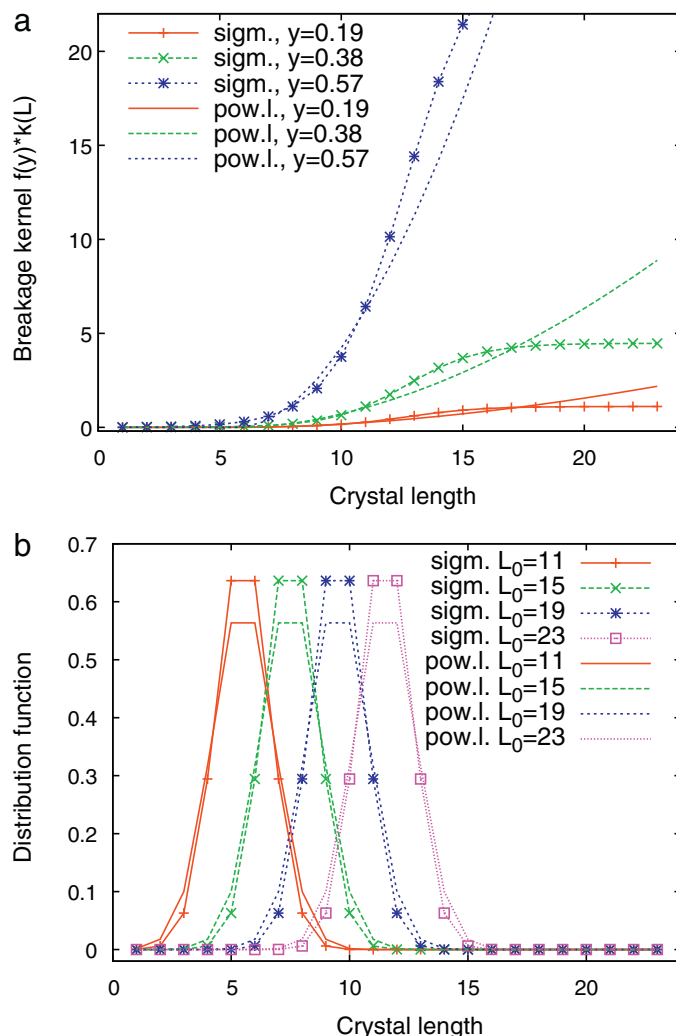 a
sigm., y=0.19
sigm., y=0.38
sigm., y=0.57
pow.l., y=0.19
pow.l, y=0.38
pow.l., y=0.57
Breakage kernel f(y)*k(L)
20
15
10
5
0
0 5 10 15 20
Crystal length
b
sigm. L0=11
sigm. L0=15
sigm. L0=19
sigm. L0=23
pow.l. L0=11
pow.l. L0=15
pow.l. L0=19
pow.l. L0=23
Distribution function
0.7
0.6
0.5
0.4
0.3
0.2
0.1
0
0 5 10 15 20
Crystal length